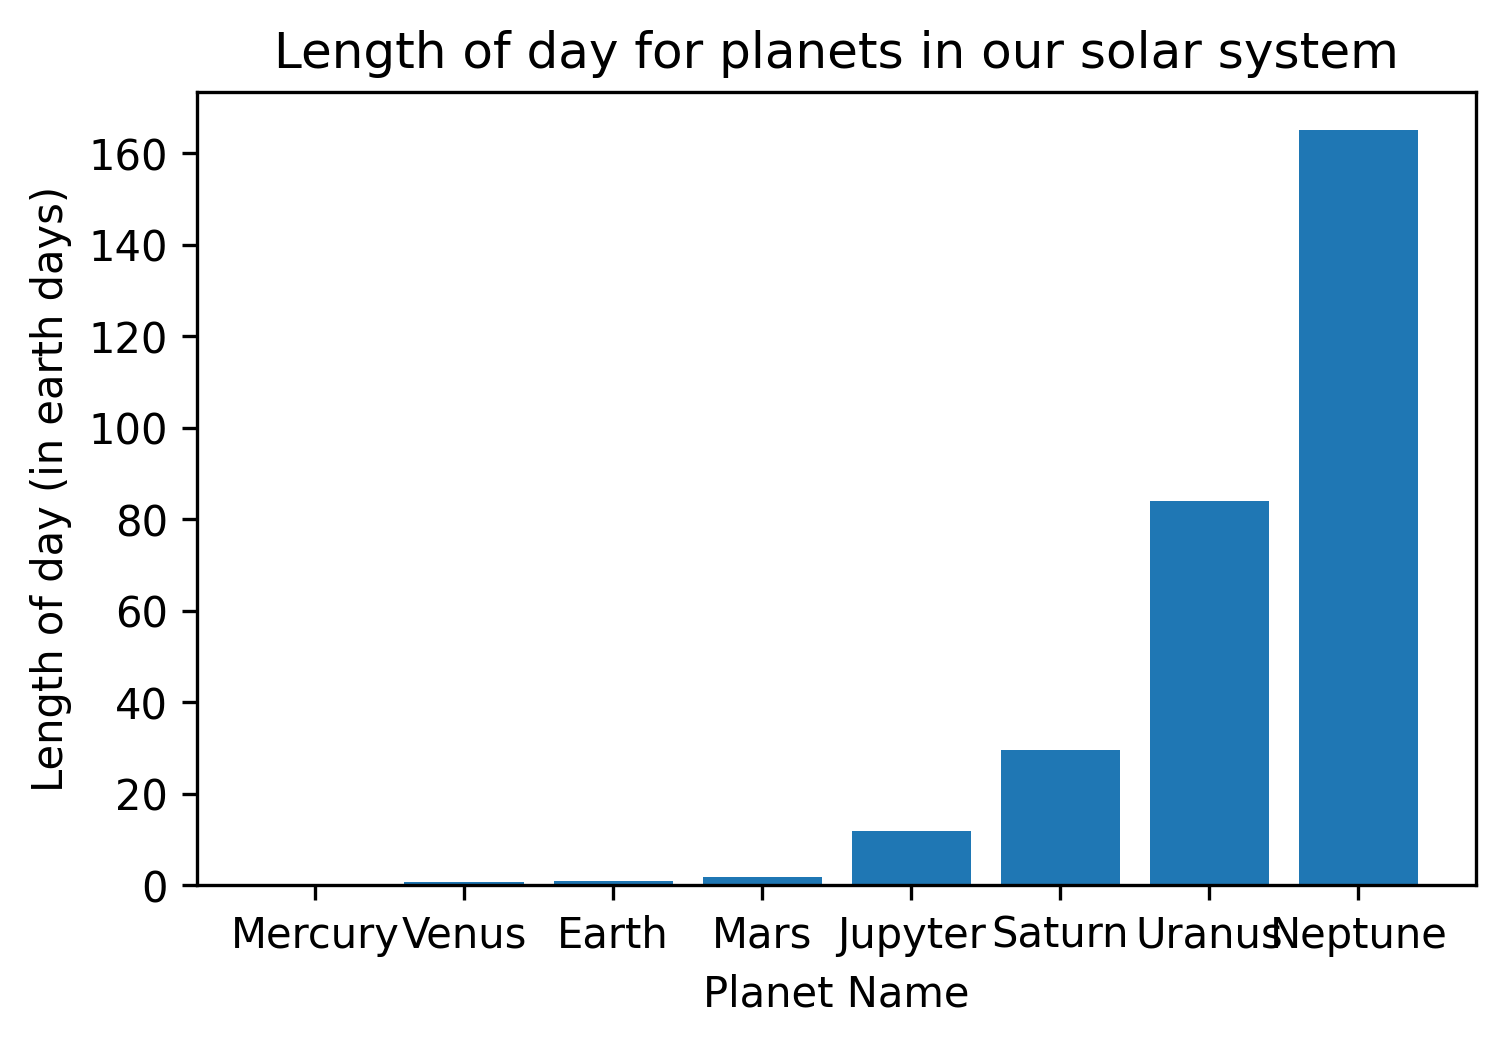 Length of day for planets in our solar system
Length of day (in earth days)
160
140
120
100
80
60
40
20
0
Mercury Venus Earth Mars Jupyter Saturn Uranus Neptune
Planet Name